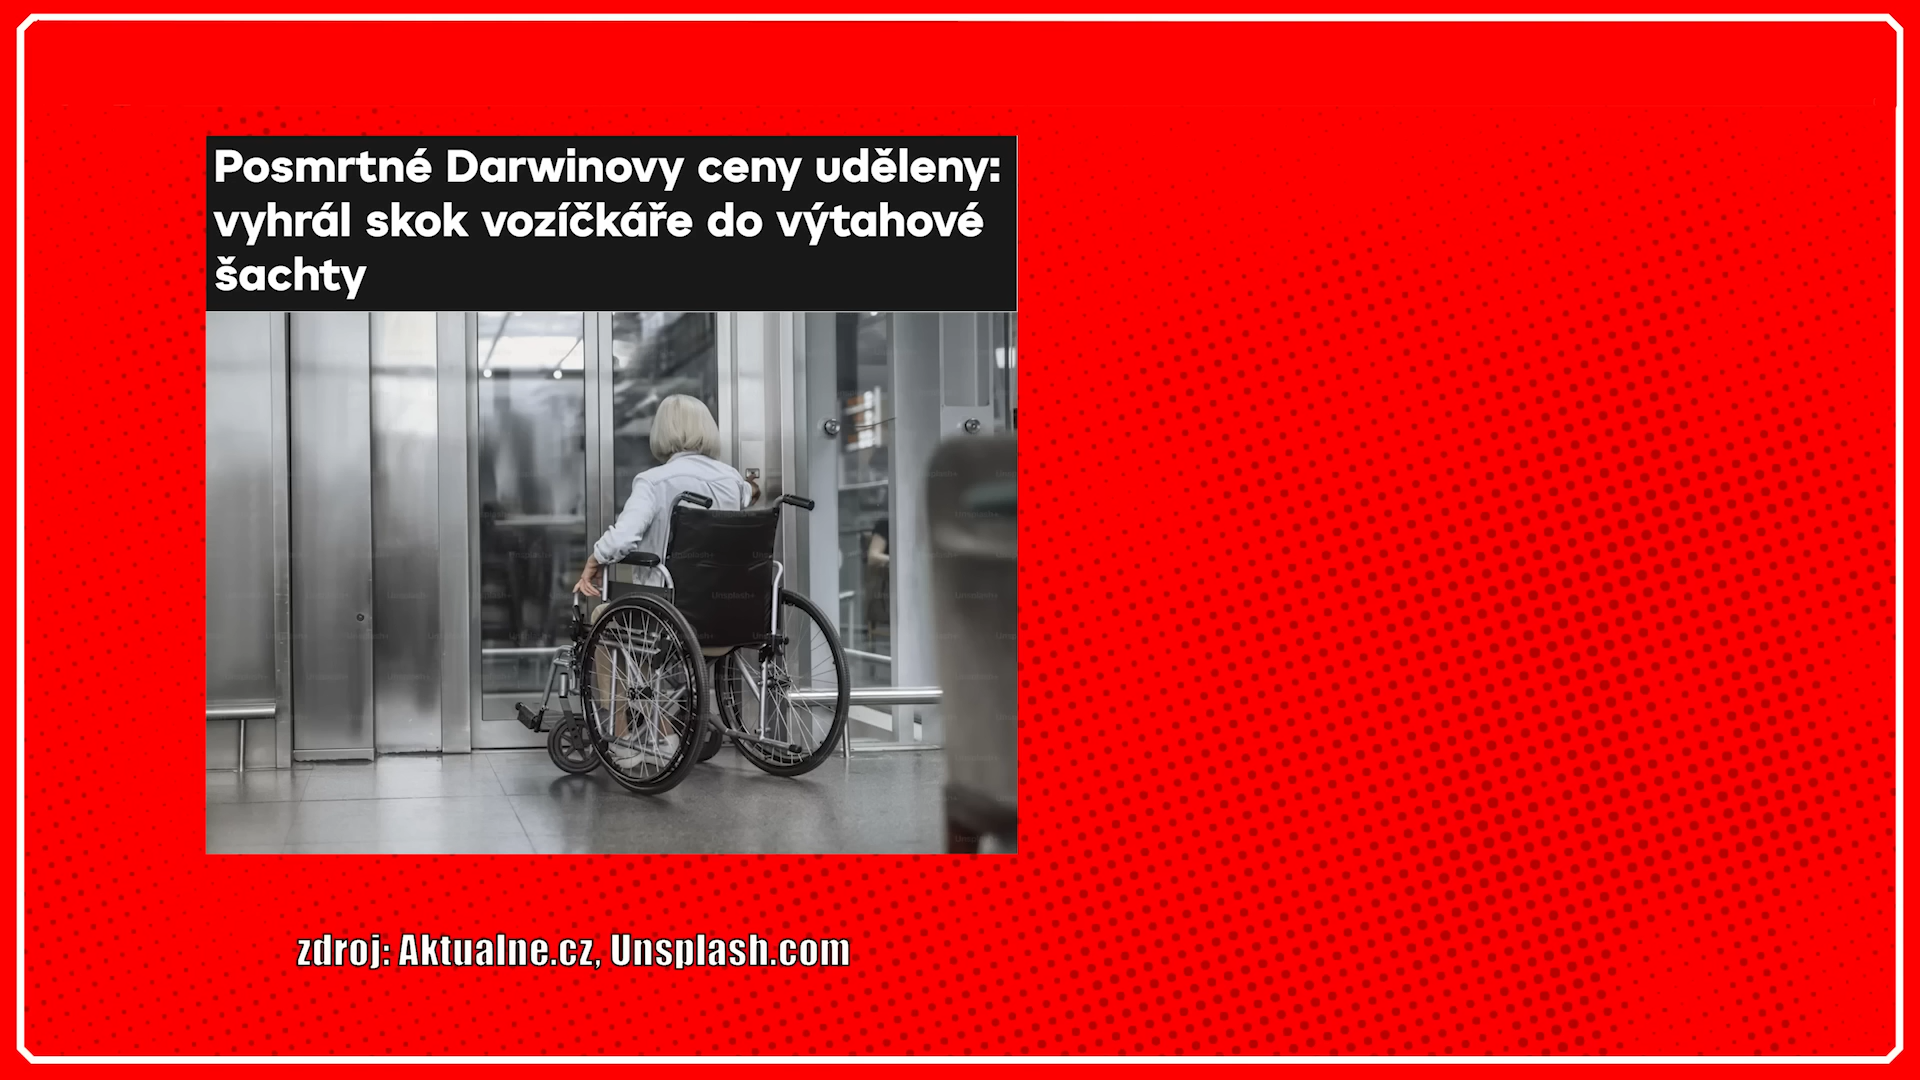 Posmrtné Darwinovy ceny uděleny:
vyhrál skok vozíčkáře do výtahové
šachty
zdroj: Aktualne.cz, Unsplash.com